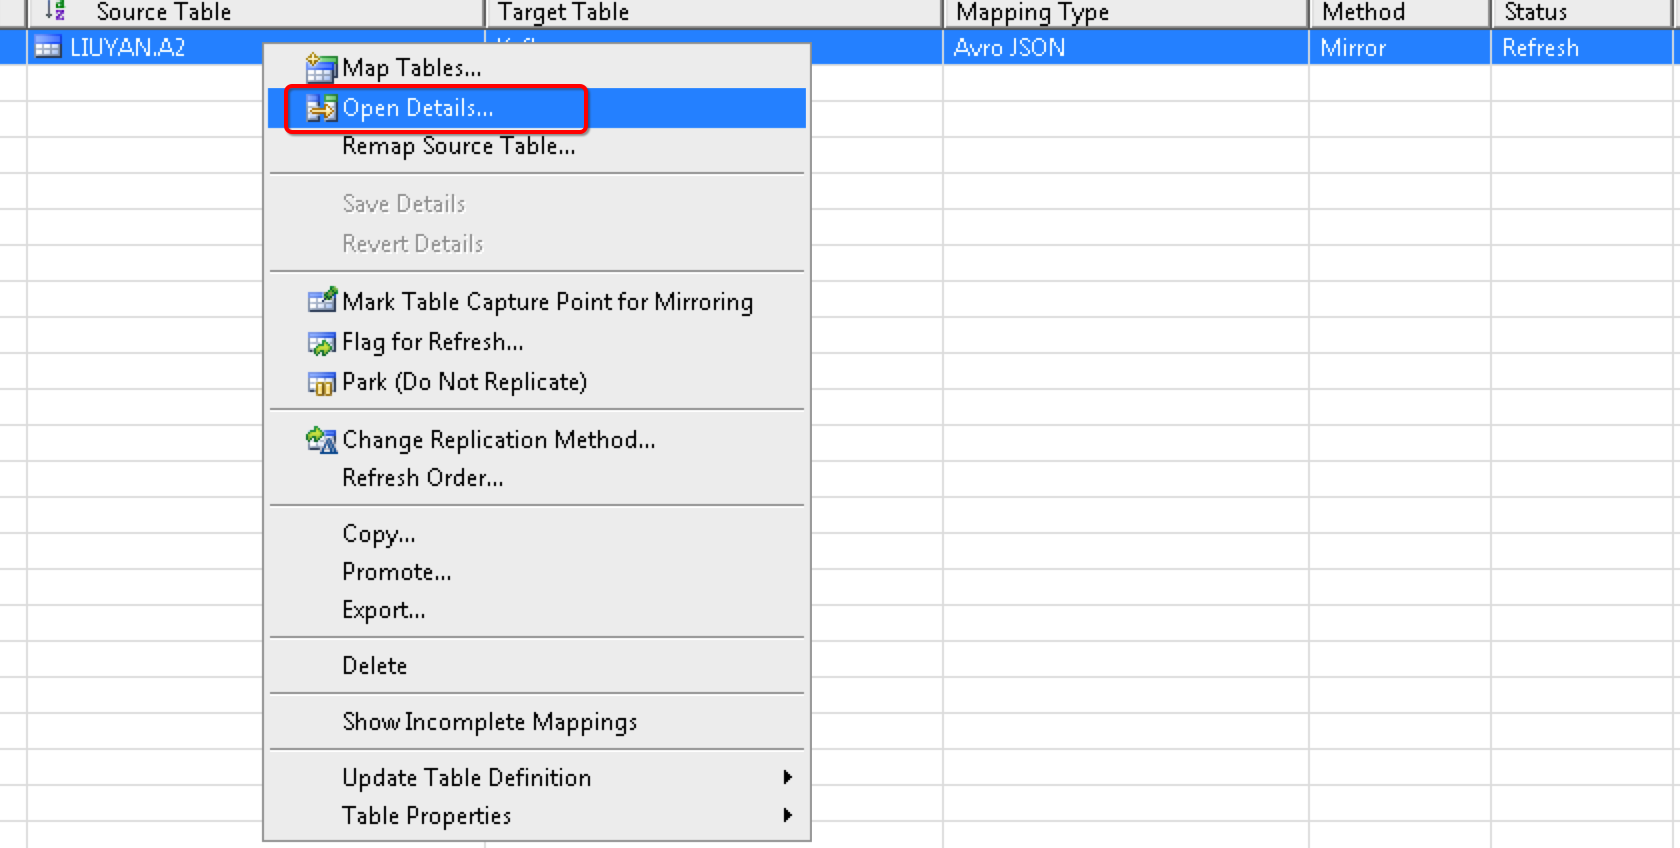 Source Table Target Table Mapping Type Method Status
LIUYAN.A2 Avro JSON Mirror Refresh
Map Tables...
Open Details...
Remap Source Table...
Save Details
Revert Details
Mark Table Capture Point for Mirroring
Flag for Refresh...
Park (Do Not Replicate)
Change Replication Method...
Refresh Order...
Copy...
Promote...
Export...
Delete
Show Incomplete Mappings
Update Table Definition
Table Properties